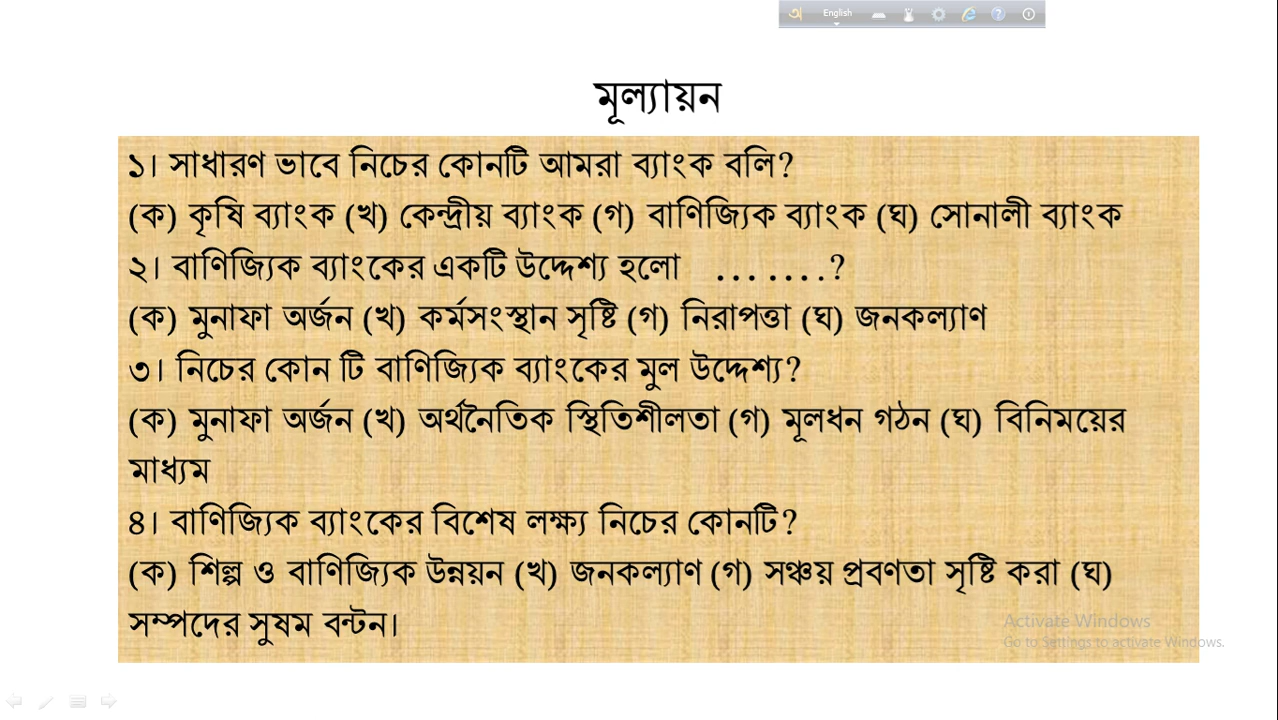 English
মূল্যায়ন
১। সাধারণ ভাবে নিচের কোনটি আমরা ব্যাংক বলি?
(ক) কৃষি ব্যাংক (খ) কেন্দ্রীয় ব্যাংক (গ) বাণিজ্যিক ব্যাংক (ঘ) সোনালী ব্যাংক
২। বাণিজ্যিক ব্যাংকের একটি উদ্দেশ্য হলো .......?
(ক) মুনাফা অর্জন (খ) কর্মসংস্থান সৃষ্টি (গ) নিরাপত্তা (ঘ) জনকল্যাণ
৩। নিচের কোন টি বাণিজ্যিক ব্যাংকের মুল উদ্দেশ্য?
(ক) মুনাফা অর্জন (খ) অর্থনৈতিক স্থিতিশীলতা (গ) মূলধন গঠন (ঘ) বিনিময়ের
মাধ্যম
৪। বাণিজ্যিক ব্যাংকের বিশেষ লক্ষ্য নিচের কোনটি?
(ক) শিল্প ও বাণিজ্যিক উন্নয়ন (খ) জনকল্যাণ (গ) সঞ্চয় প্রবণতা সৃষ্টি করা (ঘ)
সম্পদের সুষম বন্টন।
Activate Windows
Go to Settings to activate Windows.